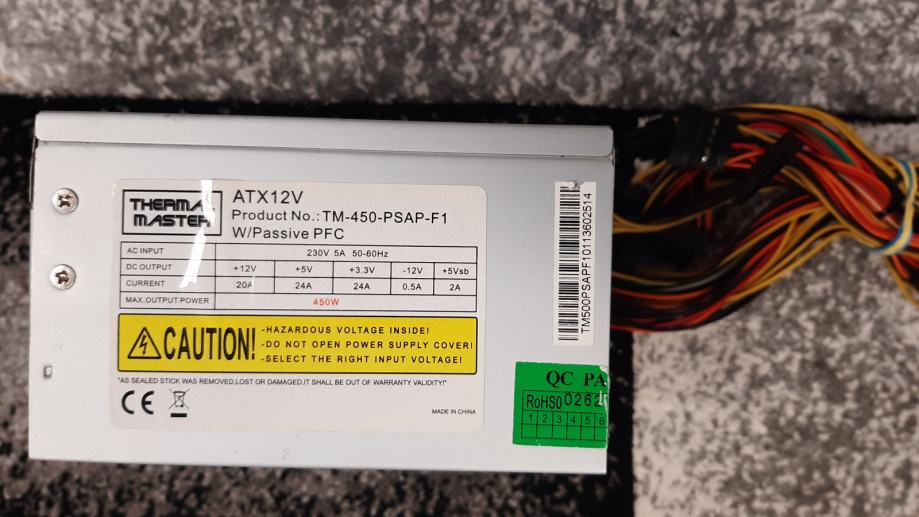 THERMAL
MASTER
ATX12V
Product No.: TM-450-PSAP-F1
W/Passive PFC
AC INPUT 230V 5A 50-60Hz
DC OUTPUT +12V +5V +3.3V -12V +5Vsb
CURRENT 20A 24A 24A 0.5A 2A
MAX.OUTPUT POWER 450W
CAUTION!
-HAZARDOUS VOLTAGE INSIDE!
-DO NOT OPEN POWER SUPPLY COVER!
-SELECT THE RIGHT INPUT VOLTAGE!
"AS SEALED STICK WAS REMOVED,LOST OR DAMAGED,IT SHALL BE OUT OF WARRANTY VALIDITY!"
CE
MADE IN CHINA
TM500PSAPF10113602514
QC PA
RoHS 0262
1 2 3 4 5 6